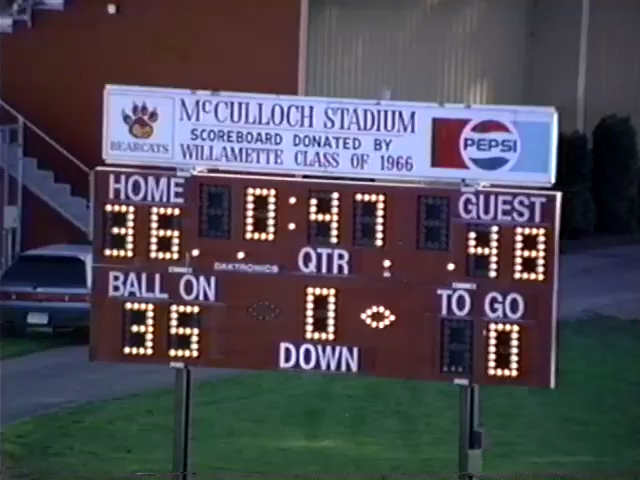 McCULLOCH STADIUM
SCOREBOARD DONATED BY
WILLAMETTE CLASS OF 1966
BEARCATS
PEPSI
HOME 0:47 GUEST
36 48
DAKTRONICS QTR
BALL ON 0 TO GO
35 DOWN 0